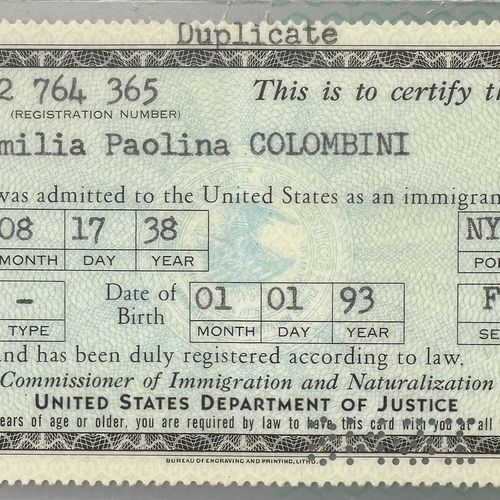 Duplicate
2 764 365 This is to certify th
(REGISTRATION NUMBER)
milia Paolina COLOMBINI
was admitted to the United States as an immigran
08 17 38 NY
MONTH DAY YEAR PO
- Date of Birth 01 01 93 F
TYPE MONTH DAY YEAR SE
and has been duly registered according to law.
Commissioner of Immigration and Naturalization
UNITED STATES DEPARTMENT OF JUSTICE
ears of age or older, you are required by law to have this card with you at all
BUREAU OF ENGRAVING AND PRINTING, LITHO.